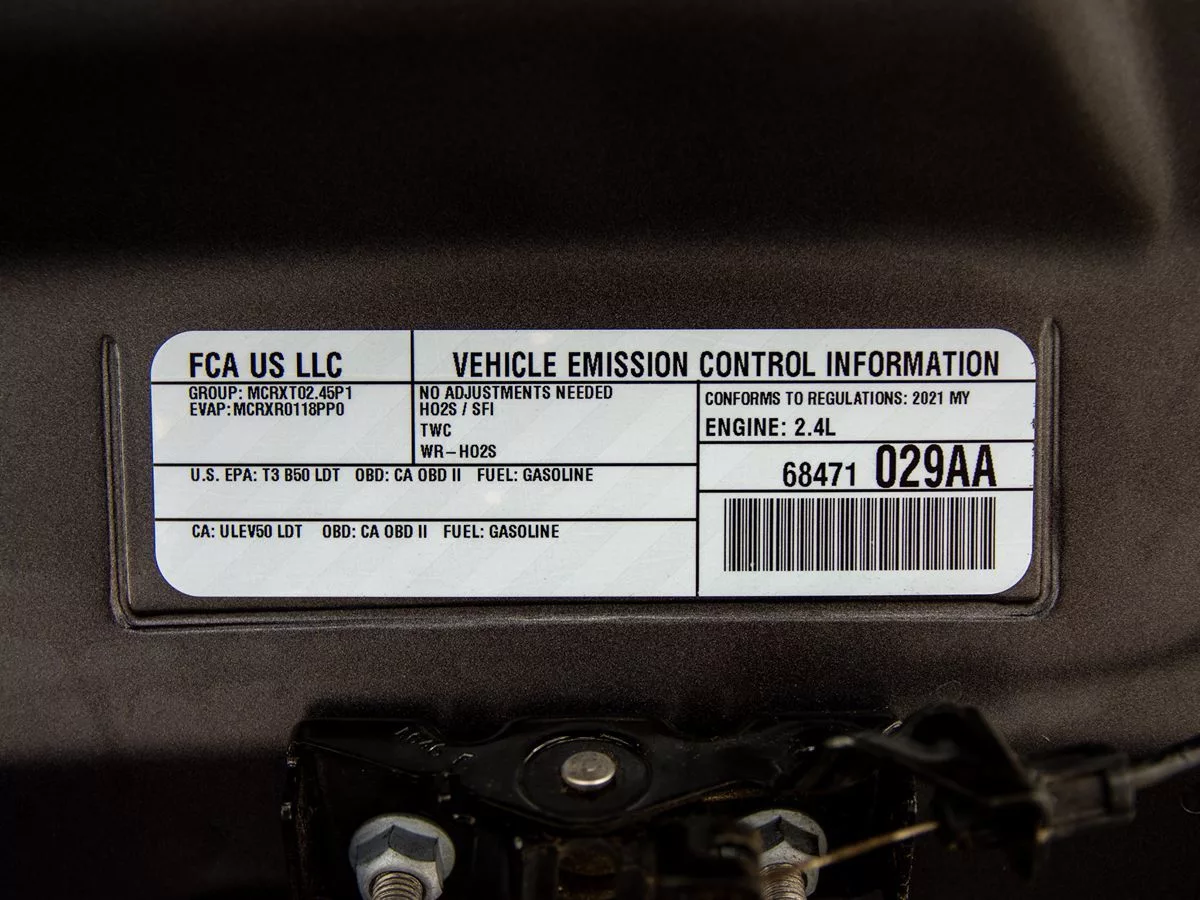 FCA US LLC
VEHICLE EMISSION CONTROL INFORMATION
GROUP: MCRXT02.45P1
EVAP: MCRXR0118PP0
NO ADJUSTMENTS NEEDED
HO2S / SFI
TWC
WR-HO2S
CONFORMS TO REGULATIONS: 2021 MY
ENGINE: 2.4L
68471 029AA
U.S. EPA: T3 B50 LDT OBD: CA OBD II FUEL: GASOLINE
CA: ULEV50 LDT OBD: CA OBD II FUEL: GASOLINE